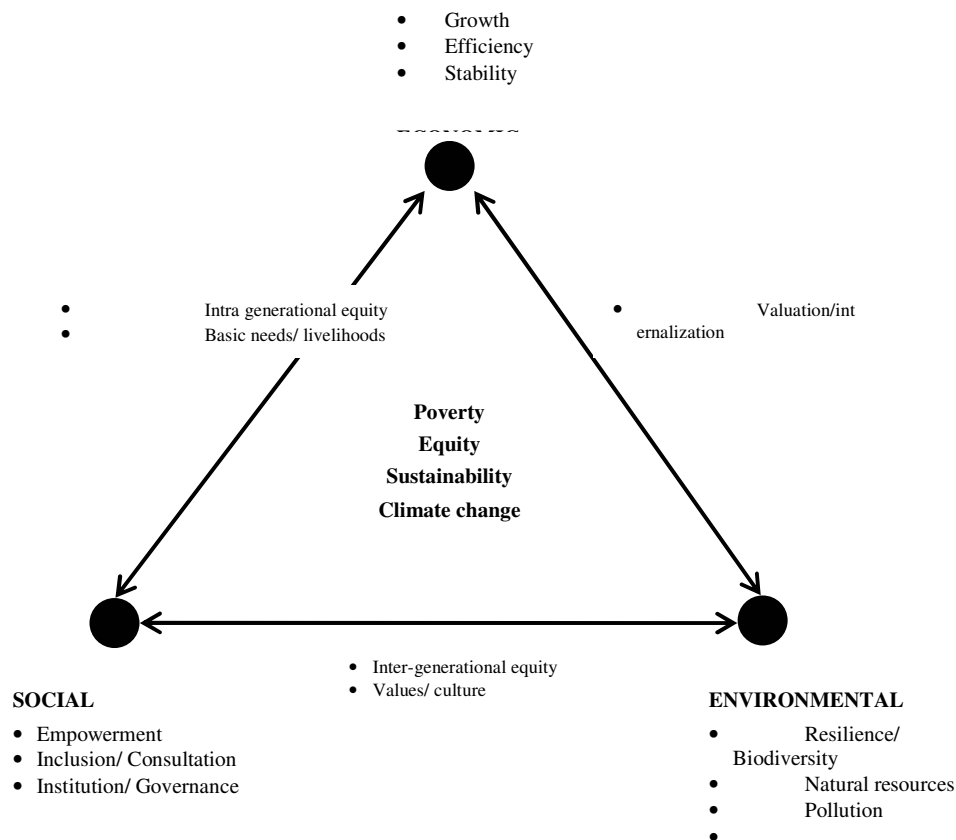 • Growth
• Efficiency
• Stability
ECONOMIC
• Intra generational equity
• Basic needs/ livelihoods
• Valuation/int
ernalization
Poverty
Equity
Sustainability
Climate change
• Inter-generational equity
• Values/ culture
SOCIAL
• Empowerment
• Inclusion/ Consultation
• Institution/ Governance
ENVIRONMENTAL
• Resilience/
Biodiversity
• Natural resources
• Pollution
•